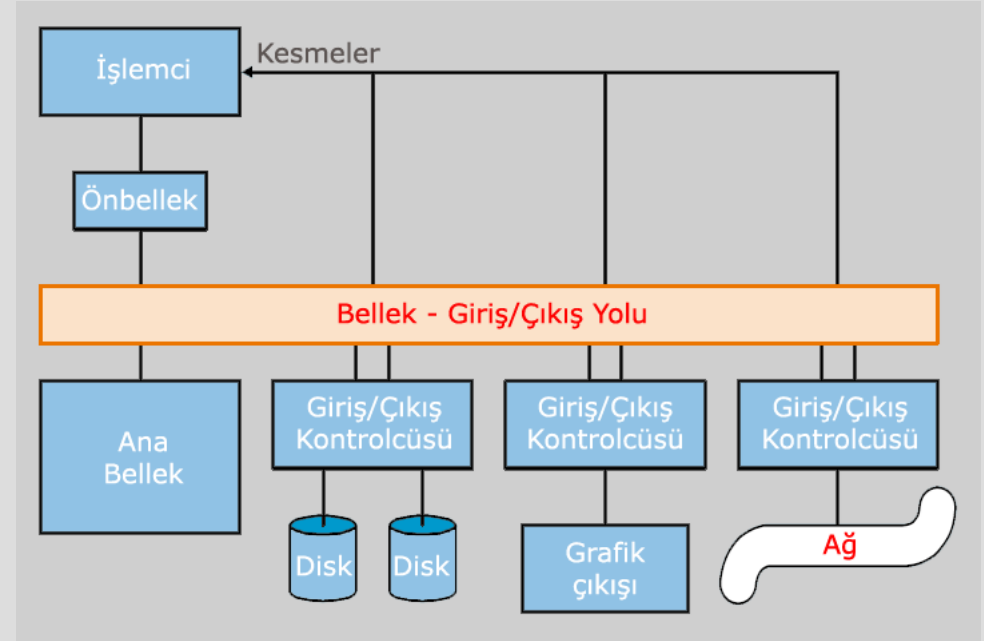 İşlemci
Kesmeler
Önbellek
Bellek - Giriş/Çıkış Yolu
Ana
Bellek
Giriş/Çıkış
Kontrolcüsü
Giriş/Çıkış
Kontrolcüsü
Giriş/Çıkış
Kontrolcüsü
Disk
Disk
Grafik
çıkışı
Ağ